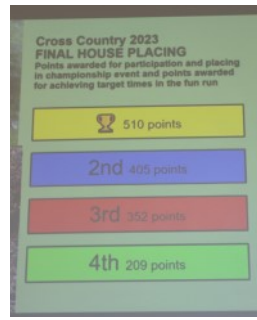 Cross Country 2023
FINAL HOUSE PLACING
Points awarded for participation and placing
in championship event and points awarded
for achieving target times in the fun run
510 points
2nd 405 points
3rd 352 points
4th 209 points